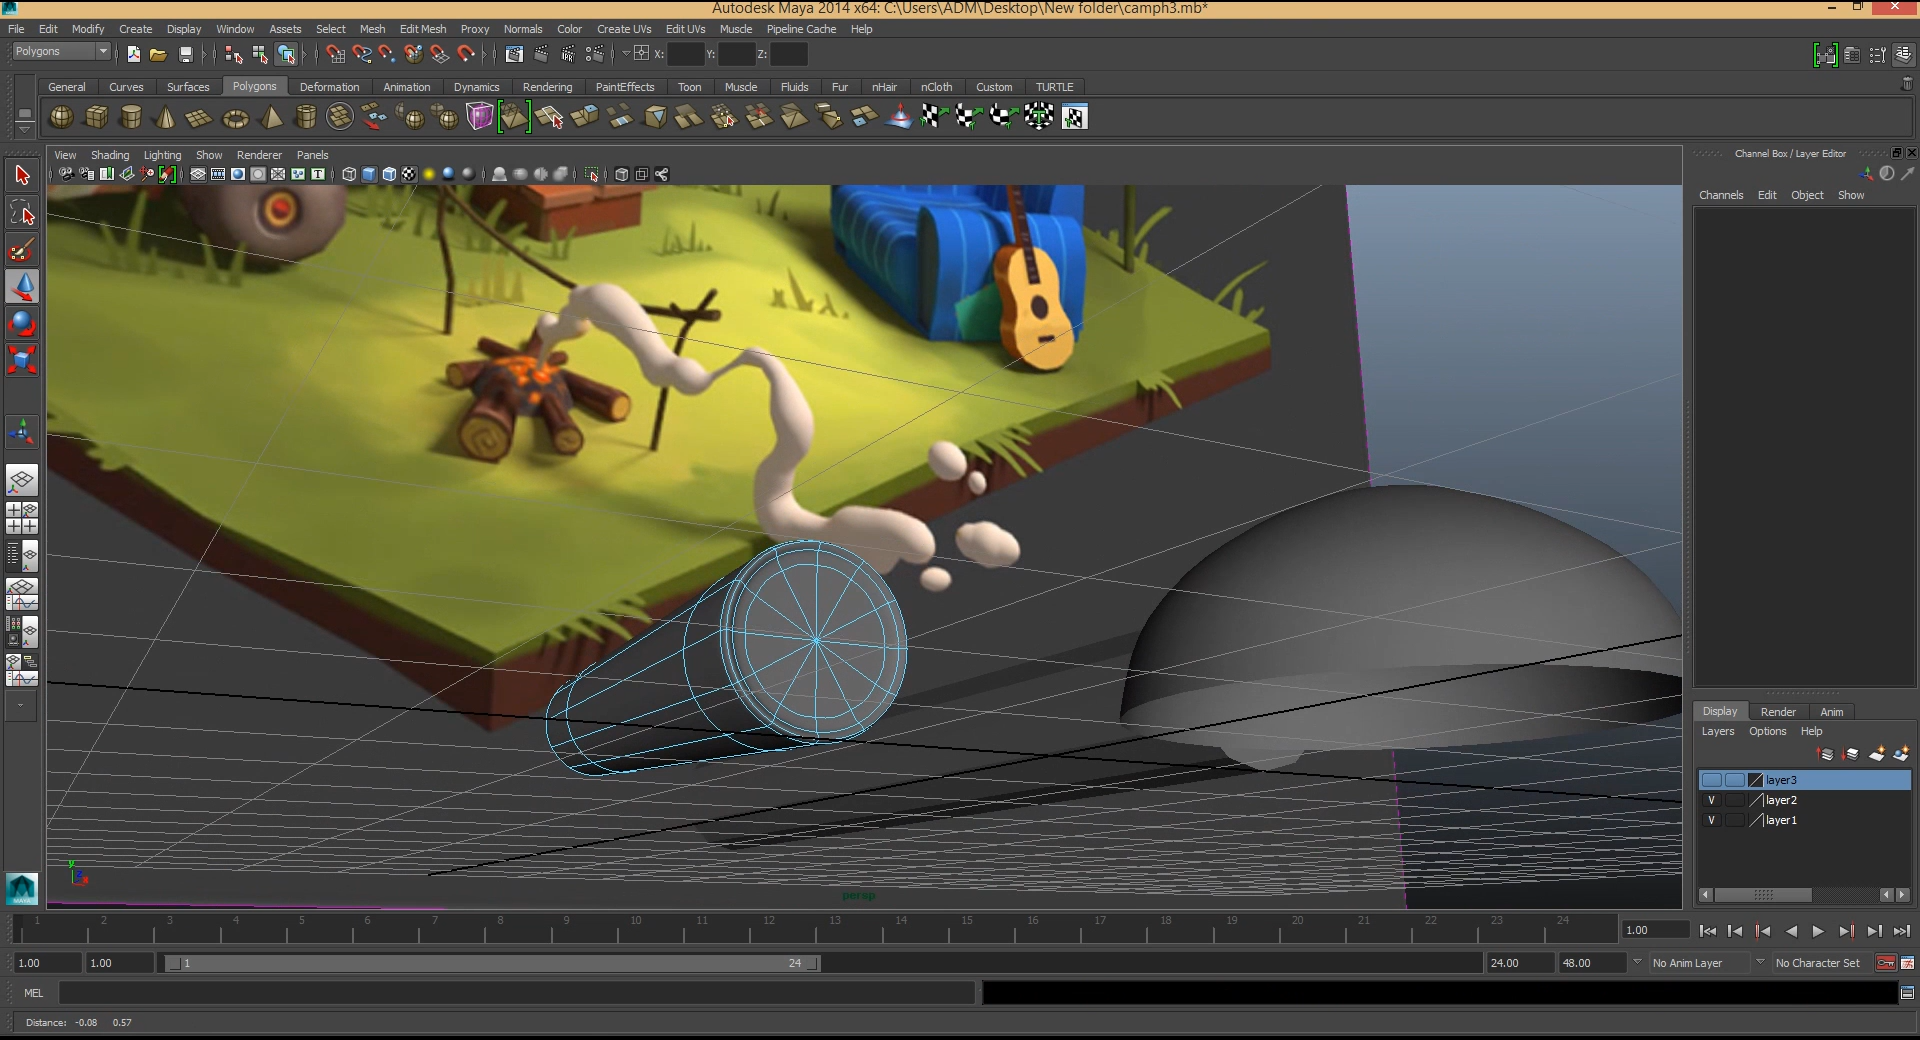 Autodesk Maya 2014 x64: C:\Users\ADM\Desktop\New folder\camph3.mb*
File Edit Modify Create Display Window Assets Select Mesh Edit Mesh Proxy Normals Color Create UVs Edit UVs Muscle Pipeline Cache Help
Polygons X: Y: Z:
General Curves Surfaces Polygons Deformation Animation Dynamics Rendering PaintEffects Toon Muscle Fluids Fur nHair nCloth Custom TURTLE
View Shading Lighting Show Renderer Panels
Channel Box / Layer Editor
Channels Edit Object Show
Display Render Anim
Layers Options Help
layer3
V layer2
V layer1
y
z
persp
MAYA
1 2 3 4 5 6 7 8 9 10 11 12 13 14 15 16 17 18 19 20 21 22 23 24 1.00
1.00 1.00 1 24 24.00 48.00 No Anim Layer No Character Set
MEL
Distance: -0.08 0.57